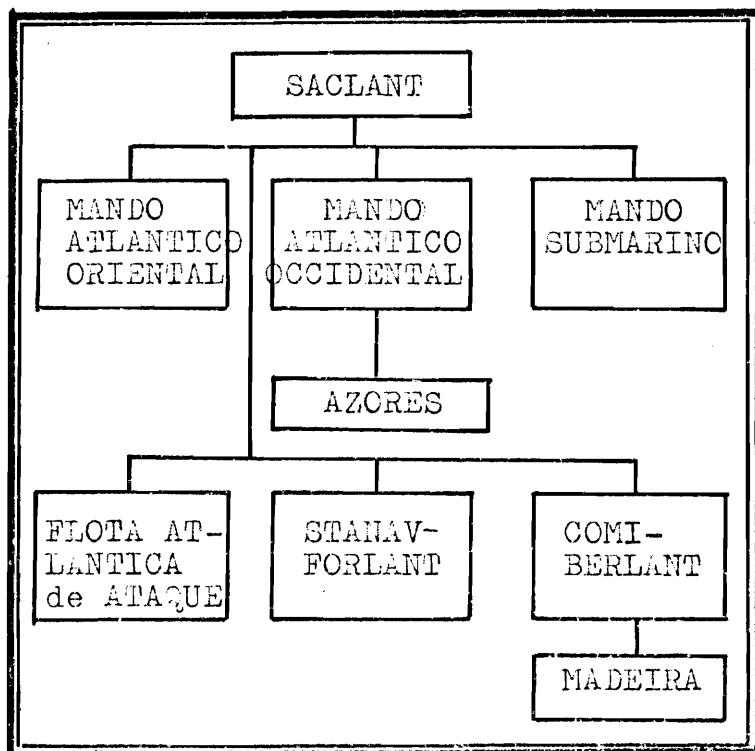 SACLANT
MANDO
ATLANTICO
ORIENTAL
MANDO
ATLANTICO
OCCIDENTAL
MANDO
SUBMARINO
AZORES
FLOTA AT-
LANTICA
de ATAQUE
STANAV-
FORLANT
COMI-
BERLANT
MADEIRA